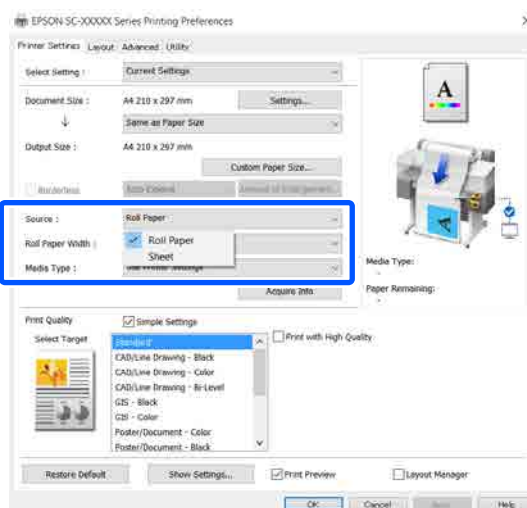 EPSON SC-XXXXX Series Printing Preferences
Printer Settings Layout Advanced Utility
Select Setting : Current Settings
Document Size : A4 210 x 297 mm Settings...
Same as Paper Size
Output Size : A4 210 x 297 mm
Custom Paper Size...
Borderless Auto Expand
Source : Roll Paper
Roll Paper
Roll Paper Width :
Sheet
Media Type : Use Printer Settings
Acquire Info
A
Media Type:
-
Paper Remaining:
-
Print Quality Simple Settings
Select Target
Standard
CAD/Line Drawing - Black
CAD/Line Drawing - Color
CAD/Line Drawing - Bi-Level
GIS - Black
GIS - Color
Poster/Document - Color
Poster/Document - Black
Print with High Quality
Restore Default Show Settings... Print Preview Layout Manager
OK Cancel Help